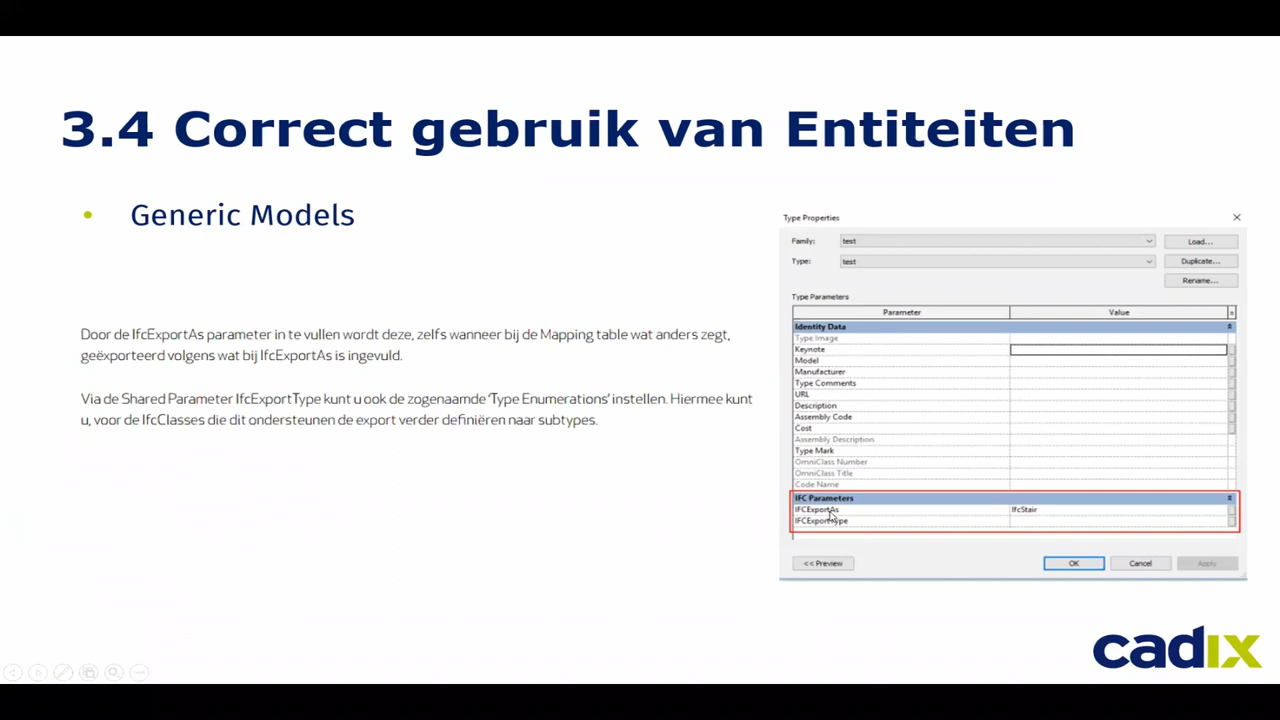 3.4 Correct gebruik van Entiteiten
• Generic Models
Door de IfcExportAs parameter in te vullen wordt deze, zelfs wanneer bij de Mapping table wat anders zegt,
geëxporteerd volgens wat bij IfcExportAs is ingevuld.
Via de Shared Parameter IfcExportType kunt u ook de zogenaamde 'Type Enumerations' instellen. Hiermee kunt
u, voor de IfcClasses die dit ondersteunen de export verder definiëren naar subtypes.
Type Properties
Family: test Load...
Type: test Duplicate...
Rename...
Type Parameters
Parameter Value
Identity Data
Type Image
Keynote
Model
Manufacturer
Type Comments
URL
Description
Assembly Code
Cost
Assembly Description
Type Mark
OmniClass Number
OmniClass Title
Code Name
IFC Parameters
IFCExportAs IfcStair
IFCExportType
<< Preview OK Cancel Apply
cadix